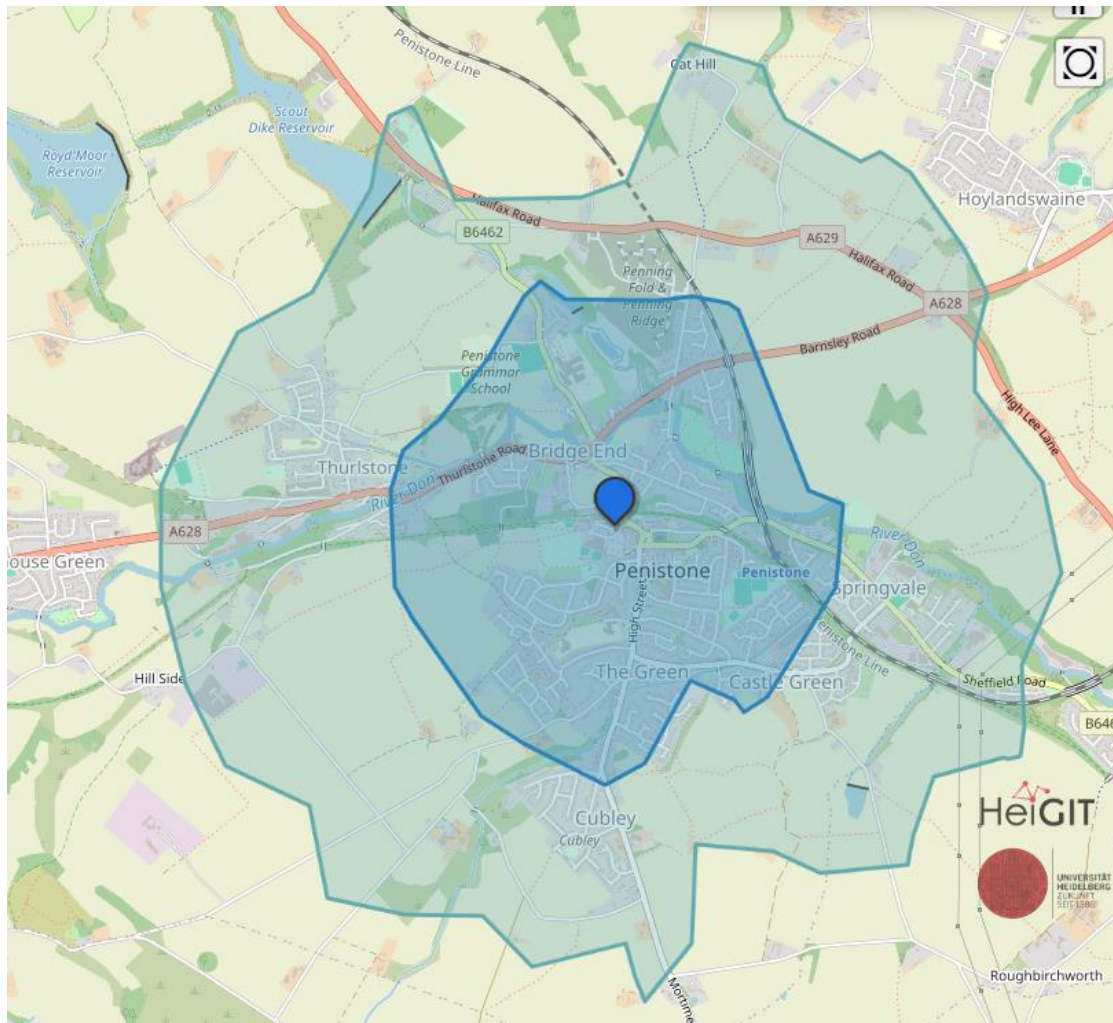 Penistone Line
Cat Hill
Scout
Dike Reservoir
Royd Moor
Reservoir
Hoylandswaine
Halifax Road
B6462
A629
Halifax Road
Penning
Fold &
Penning
Ridge
A628
Barnsley Road
Penistone
Grammar
School
High Lee Lane
Bridge End
Thurlstone
Thurlstone Road
River Don
A628
ouse Green
River Don
Penistone
Penistone
Springvale
High Street
Penistone Line
The Green
Castle Green
Hill Side
Sheffield Road
B646
HeiGIT
Cubley
Cubley
UNIVERSITÄT
HEIDELBERG
ZUKUNFT
SEIT 1386
Roughbirchworth
Mortime